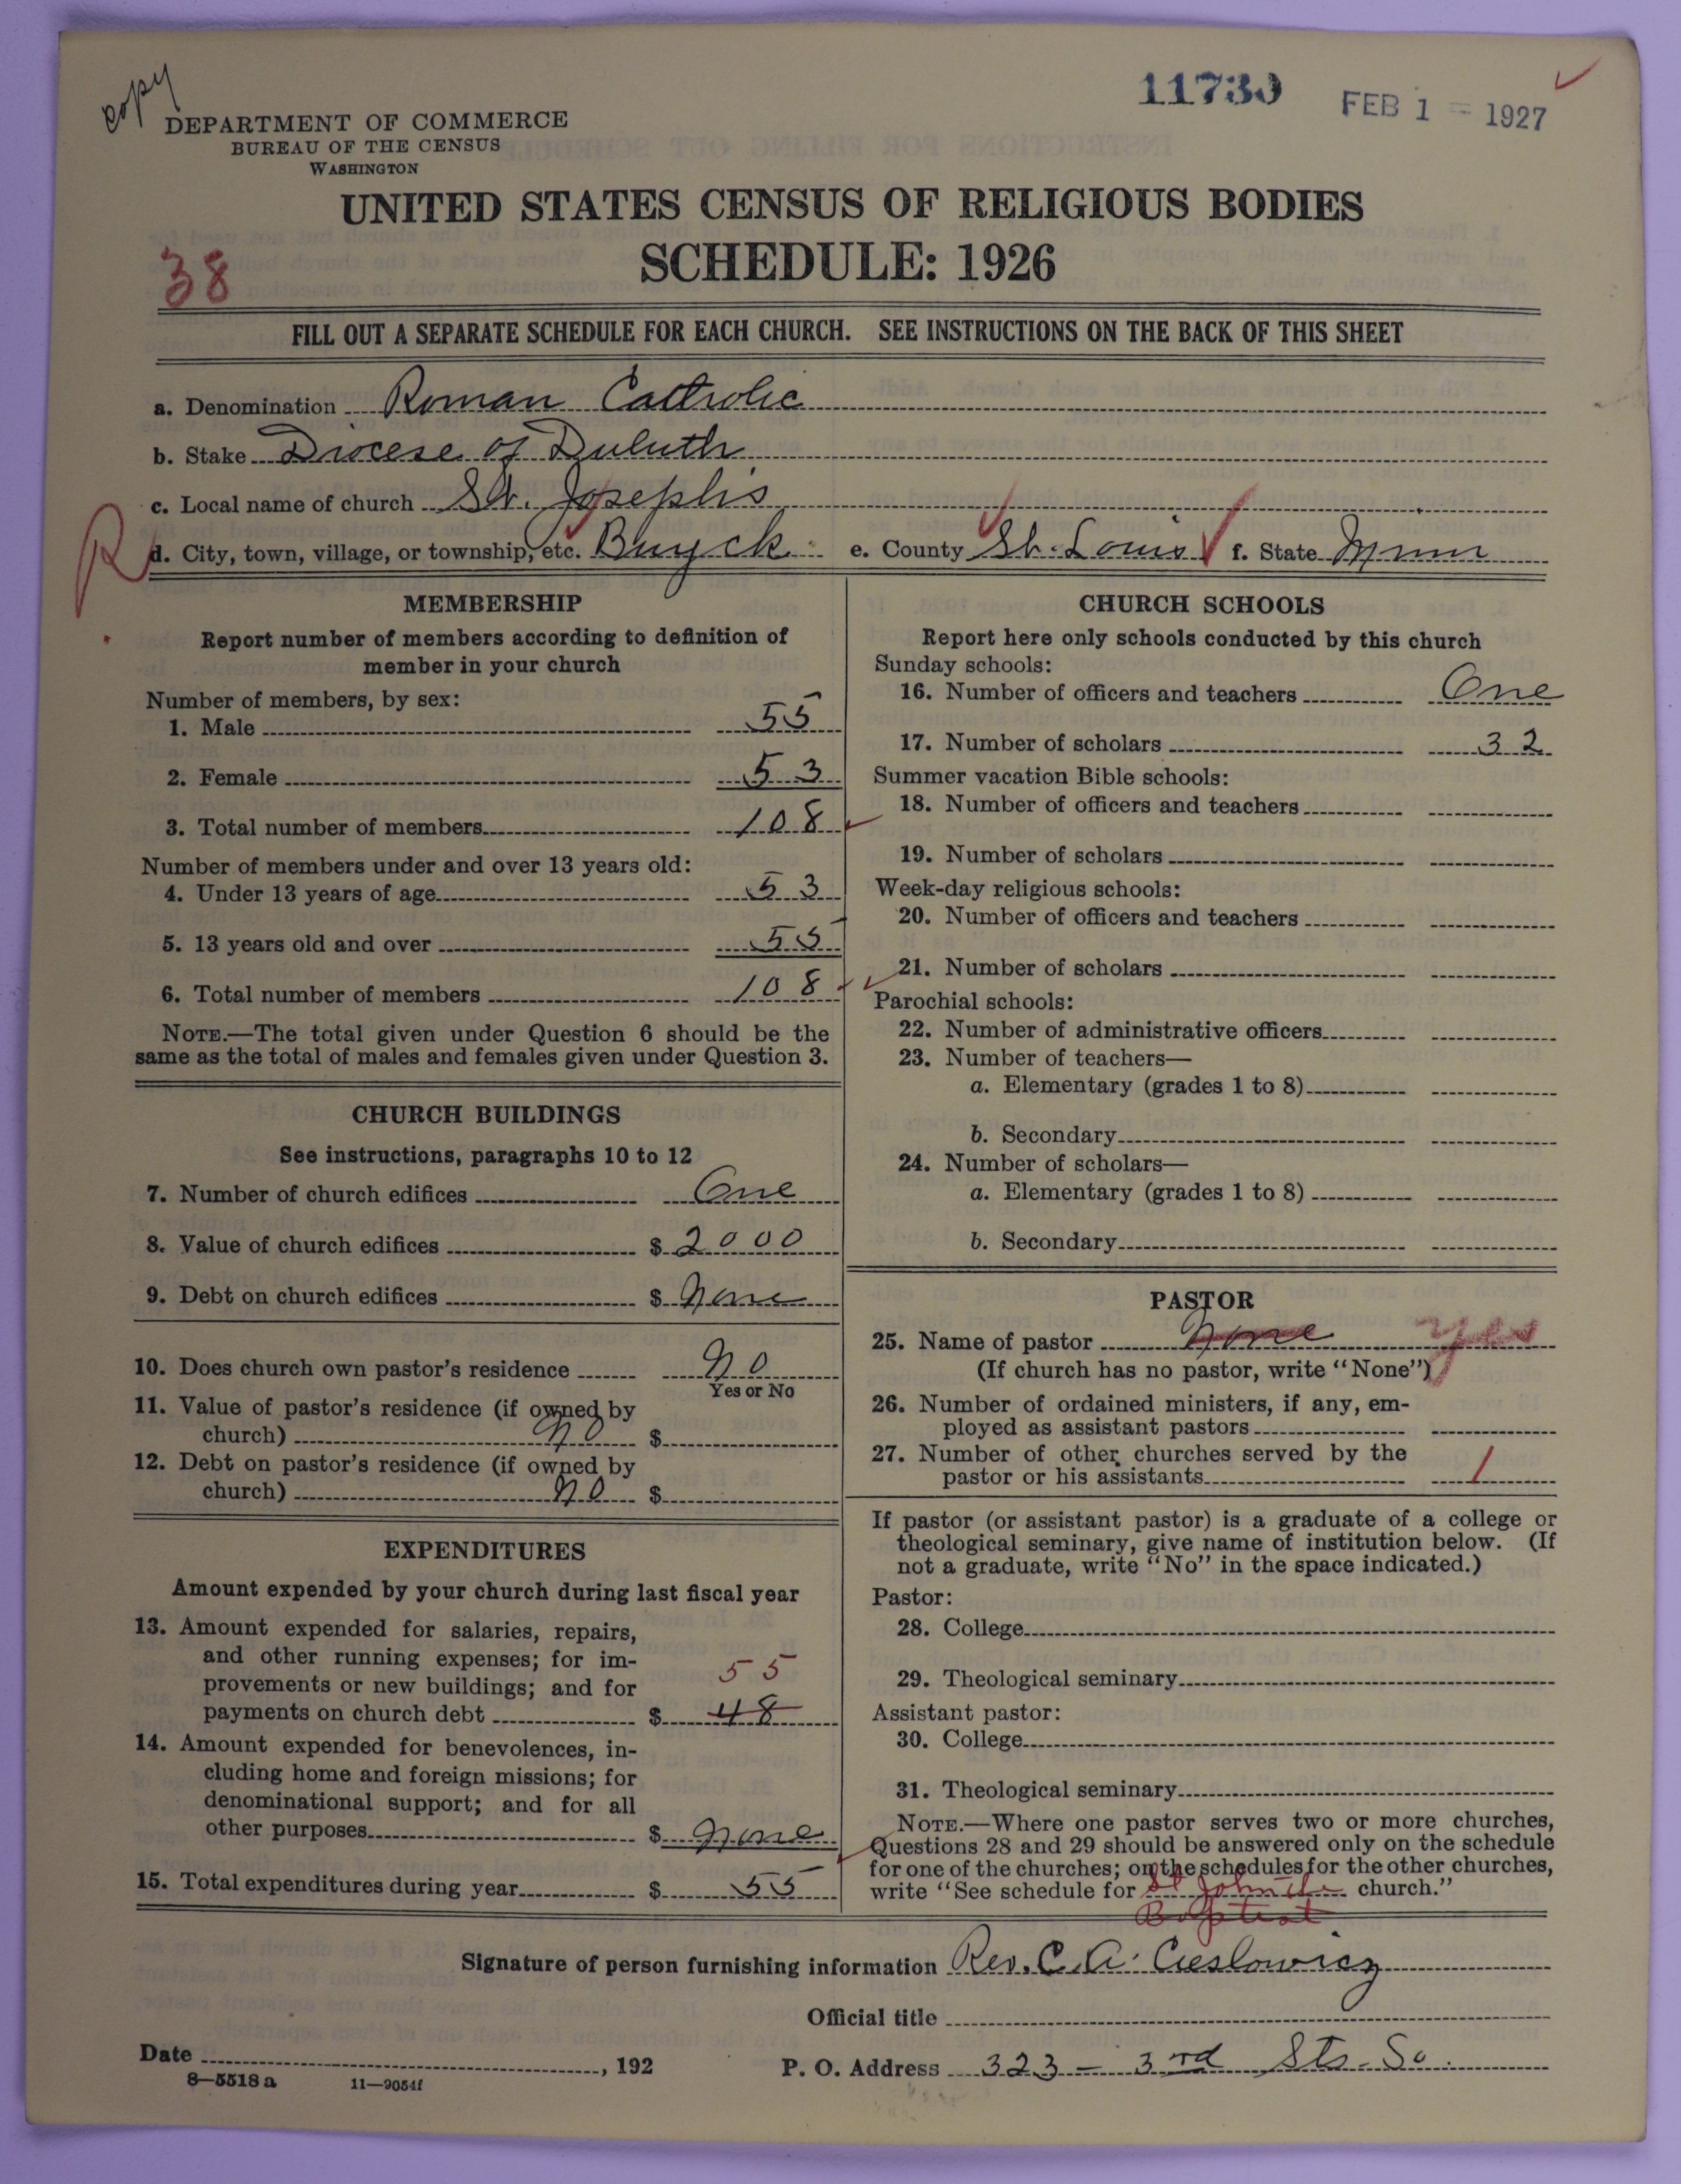 copy
11730
FEB 1 - 1927
DEPARTMENT OF COMMERCE
BUREAU OF THE CENSUS
WASHINGTON
UNITED STATES CENSUS OF RELIGIOUS BODIES
SCHEDULE: 1926
38
FILL OUT A SEPARATE SCHEDULE FOR EACH CHURCH. SEE INSTRUCTIONS ON THE BACK OF THIS SHEET
a. Denomination Roman Catholic
b. Stake Diocese of Duluth
c. Local name of church St. Josephs
R
d. City, town, village, or township, etc. Buyck e. County St. Louis f. State Minn
MEMBERSHIP
Report number of members according to definition of
member in your church
Number of members, by sex:
1. Male 55
2. Female 53
3. Total number of members 108
Number of members under and over 13 years old:
4. Under 13 years of age 53
5. 13 years old and over 55
6. Total number of members 108
NOTE.—The total given under Question 6 should be the
same as the total of males and females given under Question 3.
CHURCH BUILDINGS
See instructions, paragraphs 10 to 12
7. Number of church edifices One
8. Value of church edifices $ 2000
9. Debt on church edifices $ None
10. Does church own pastor's residence No
Yes or No
11. Value of pastor's residence (if owned by
church) No $
12. Debt on pastor's residence (if owned by
church) No $
EXPENDITURES
Amount expended by your church during last fiscal year
13. Amount expended for salaries, repairs,
and other running expenses; for im-
provements or new buildings; and for 55
payments on church debt $ 48
14. Amount expended for benevolences, in-
cluding home and foreign missions; for
denominational support; and for all
other purposes $ None
15. Total expenditures during year $ 55
CHURCH SCHOOLS
Report here only schools conducted by this church
Sunday schools:
16. Number of officers and teachers One
17. Number of scholars 32
Summer vacation Bible schools:
18. Number of officers and teachers
19. Number of scholars
Week-day religious schools:
20. Number of officers and teachers
21. Number of scholars
Parochial schools:
22. Number of administrative officers
23. Number of teachers—
a. Elementary (grades 1 to 8)
b. Secondary
24. Number of scholars—
a. Elementary (grades 1 to 8)
b. Secondary
PASTOR
25. Name of pastor None Yes
(If church has no pastor, write "None")
26. Number of ordained ministers, if any, em-
ployed as assistant pastors
27. Number of other churches served by the
pastor or his assistants 1
If pastor (or assistant pastor) is a graduate of a college or
theological seminary, give name of institution below. (If
not a graduate, write "No" in the space indicated.)
Pastor:
28. College
29. Theological seminary
Assistant pastor:
30. College
31. Theological seminary
NOTE.—Where one pastor serves two or more churches,
Questions 28 and 29 should be answered only on the schedule
for one of the churches; on the schedules for the other churches,
write "See schedule for St John the church."
Baptist
Signature of person furnishing information Rev. C. A. Cieslowicz
Official title
Date , 192
P. O. Address 323 - 3rd Sts. So.
8—5518 a 11—9054f